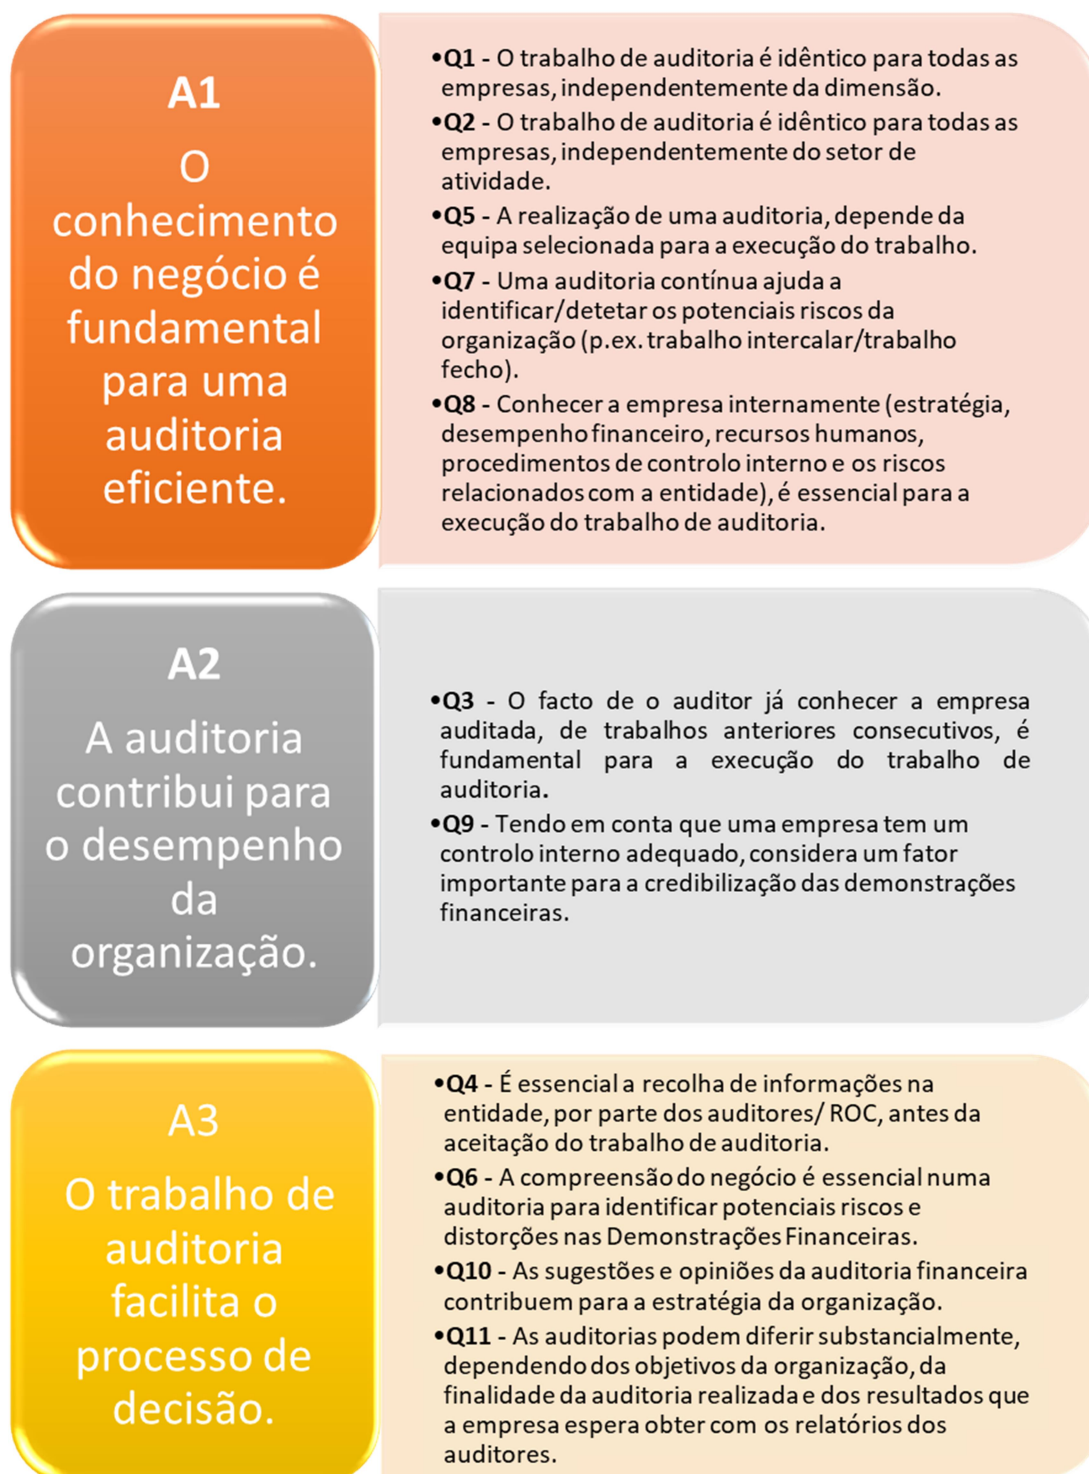 A1
O
conhecimento
do negócio é
fundamental
para uma
auditoria
eficiente.
•Q1 - O trabalho de auditoria é idêntico para todas as
empresas, independentemente da dimensão.
•Q2 - O trabalho de auditoria é idêntico para todas as
empresas, independentemente do setor de
atividade.
•Q5 - A realização de uma auditoria, depende da
equipa selecionada para a execução do trabalho.
•Q7 - Uma auditoria contínua ajuda a
identificar/detetar os potenciais riscos da
organização (p.ex. trabalho intercalar/trabalho
fecho).
•Q8 - Conhecer a empresa internamente (estratégia,
desempenho financeiro, recursos humanos,
procedimentos de controlo interno e os riscos
relacionados com a entidade), é essencial para a
execução do trabalho de auditoria.
A2
A auditoria
contribui para
o desempenho
da
organização.
•Q3 - O facto de o auditor já conhecer a empresa
auditada, de trabalhos anteriores consecutivos, é
fundamental para a execução do trabalho de
auditoria.
•Q9 - Tendo em conta que uma empresa tem um
controlo interno adequado, considera um fator
importante para a credibilização das demonstrações
financeiras.
A3
O trabalho de
auditoria
facilita o
processo de
decisão.
•Q4 - É essencial a recolha de informações na
entidade, por parte dos auditores/ ROC, antes da
aceitação do trabalho de auditoria.
•Q6 - A compreensão do negócio é essencial numa
auditoria para identificar potenciais riscos e
distorções nas Demonstrações Financeiras.
•Q10 - As sugestões e opiniões da auditoria financeira
contribuem para a estratégia da organização.
•Q11 - As auditorias podem diferir substancialmente,
dependendo dos objetivos da organização, da
finalidade da auditoria realizada e dos resultados que
a empresa espera obter com os relatórios dos
auditores.